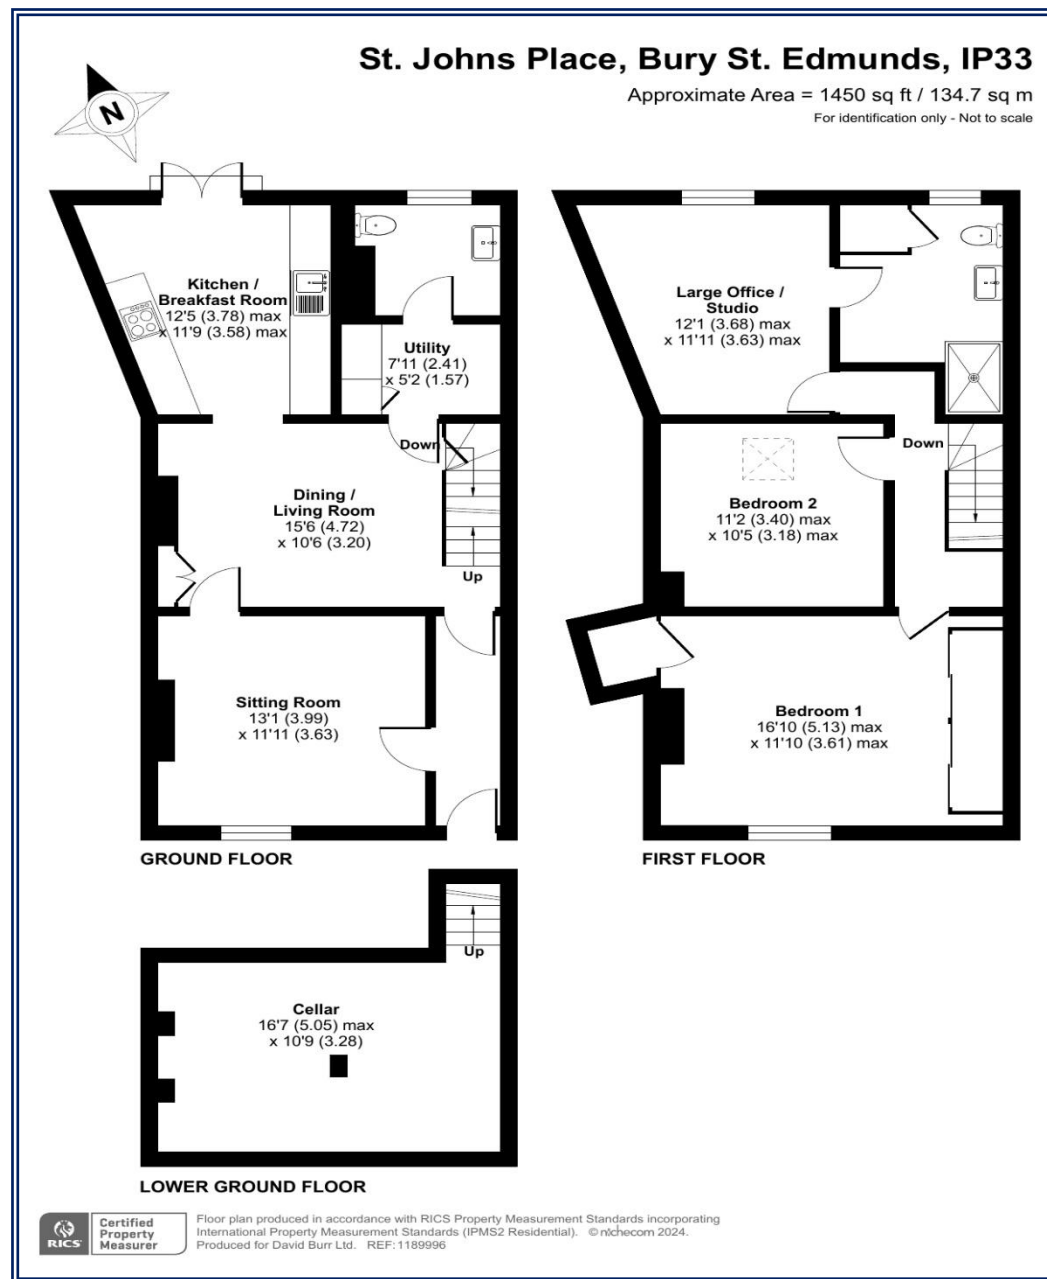 St. Johns Place, Bury St. Edmunds, IP33
Approximate Area = 1450 sq ft / 134.7 sq m
For identification only - Not to scale
N
Kitchen /
Breakfast Room
12'5 (3.78) max
x 11'9 (3.58) max
Utility
7'11 (2.41)
x 5'2 (1.57)
Down
Dining /
Living Room
15'6 (4.72)
x 10'6 (3.20)
Up
Sitting Room
13'1 (3.99)
x 11'11 (3.63)
GROUND FLOOR
Large Office /
Studio
12'1 (3.68) max
x 11'11 (3.63) max
Down
Bedroom 2
11'2 (3.40) max
x 10'5 (3.18) max
Bedroom 1
16'10 (5.13) max
x 11'10 (3.61) max
FIRST FLOOR
Up
Cellar
16'7 (5.05) max
x 10'9 (3.28)
LOWER GROUND FLOOR
RICS
Certified
Property
Measurer
Floor plan produced in accordance with RICS Property Measurement Standards incorporating
International Property Measurement Standards (IPMS2 Residential). © nichecom 2024.
Produced for David Burr Ltd. REF: 1189996